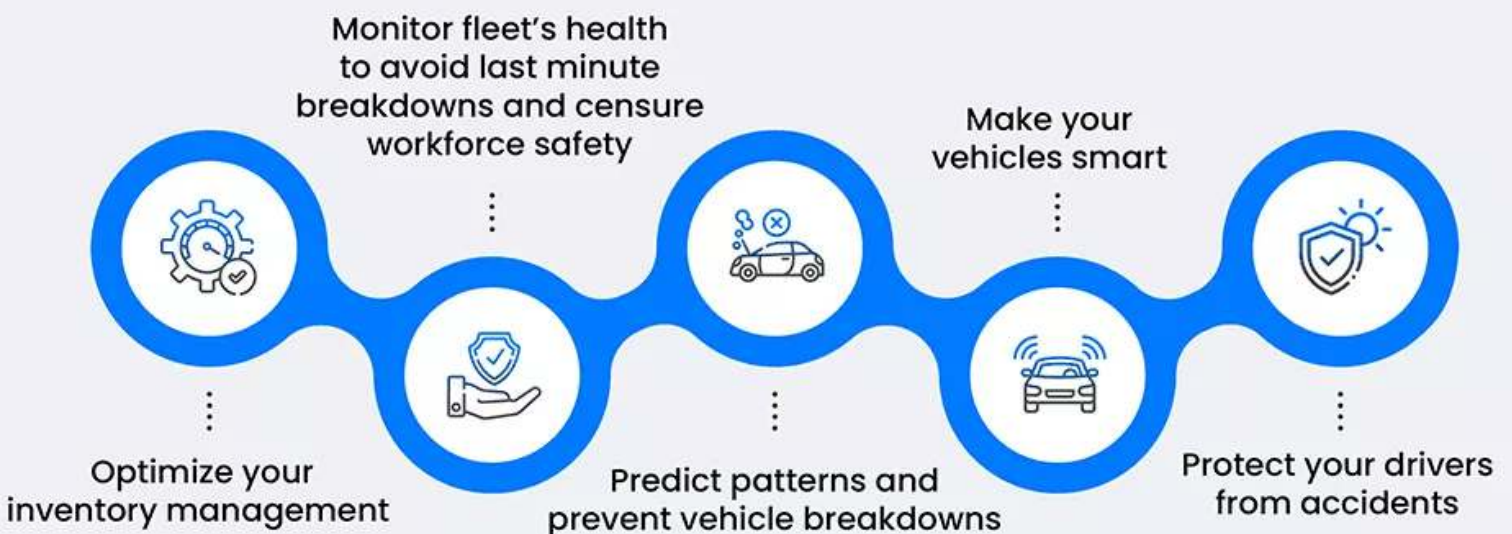 Monitor fleet's health
to avoid last minute
breakdowns and censure
workforce safety
Make your
vehicles smart
Optimize your
inventory management
Predict patterns and
prevent vehicle breakdowns
Protect your drivers
from accidents